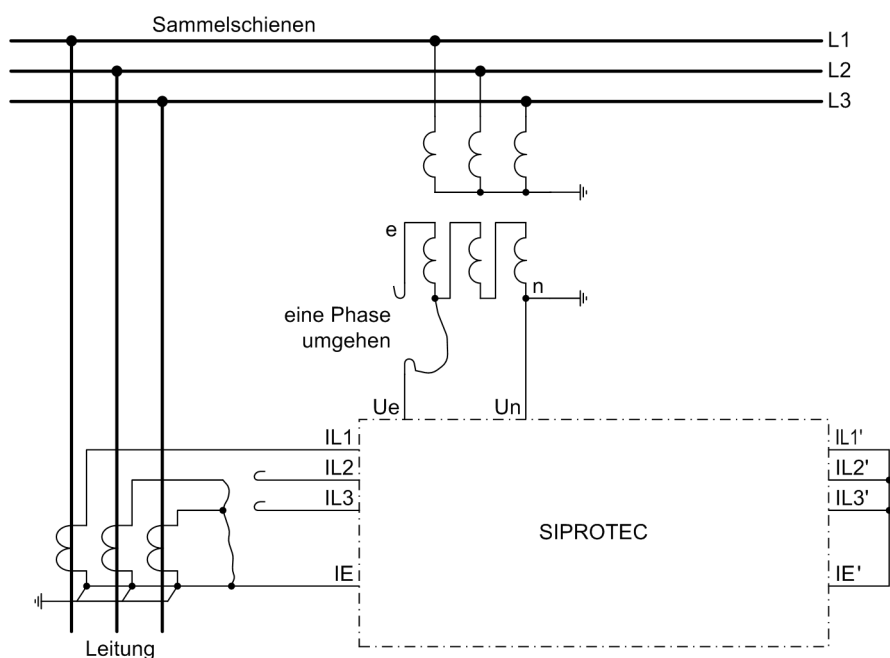 Sammelschienen
L1
L2
L3
e
n
eine Phase
umgehen
Ue
Un
IL1
IL1'
IL2
IL2'
IL3
IL3'
SIPROTEC
IE
IE'
Leitung